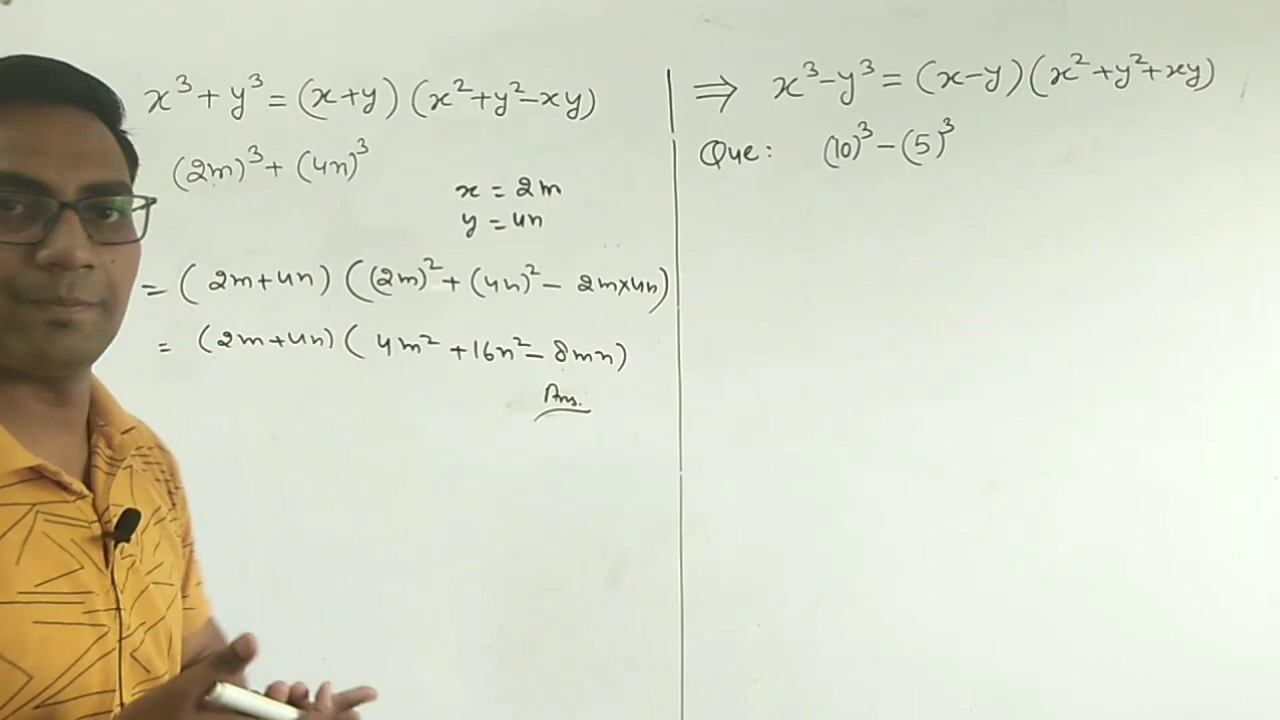 x³ + y³ = (x+y) (x²+y²-xy)
(2m)³ + (4n)³
x = 2m
y = 4n
= (2m+4n) ((2m)² + (4n)² - 2m×4n)
= (2m+4n) (4m² +16n² - 8mn)
Ans.
⇒ x³-y³ = (x-y) (x²+y²+xy)
Que: (10)³ - (5)³